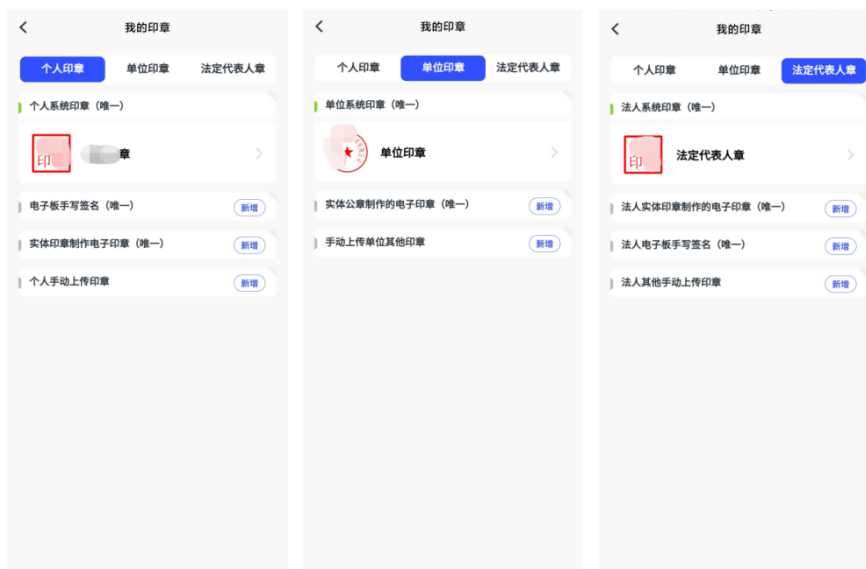 我的印章
个人印章 单位印章 法定代表人章
个人系统印章（唯一）
印 章
电子板手写签名（唯一） 新增
实体印章制作电子印章（唯一） 新增
个人手动上传印章 新增
我的印章
个人印章 单位印章 法定代表人章
单位系统印章（唯一）
单位印章
实体公章制作的电子印章（唯一） 新增
手动上传单位其他印章 新增
我的印章
个人印章 单位印章 法定代表人章
法人系统印章（唯一）
印 法定代表人章
法人实体印章制作的电子印章（唯一） 新增
法人电子板手写签名（唯一） 新增
法人其他手动上传印章 新增